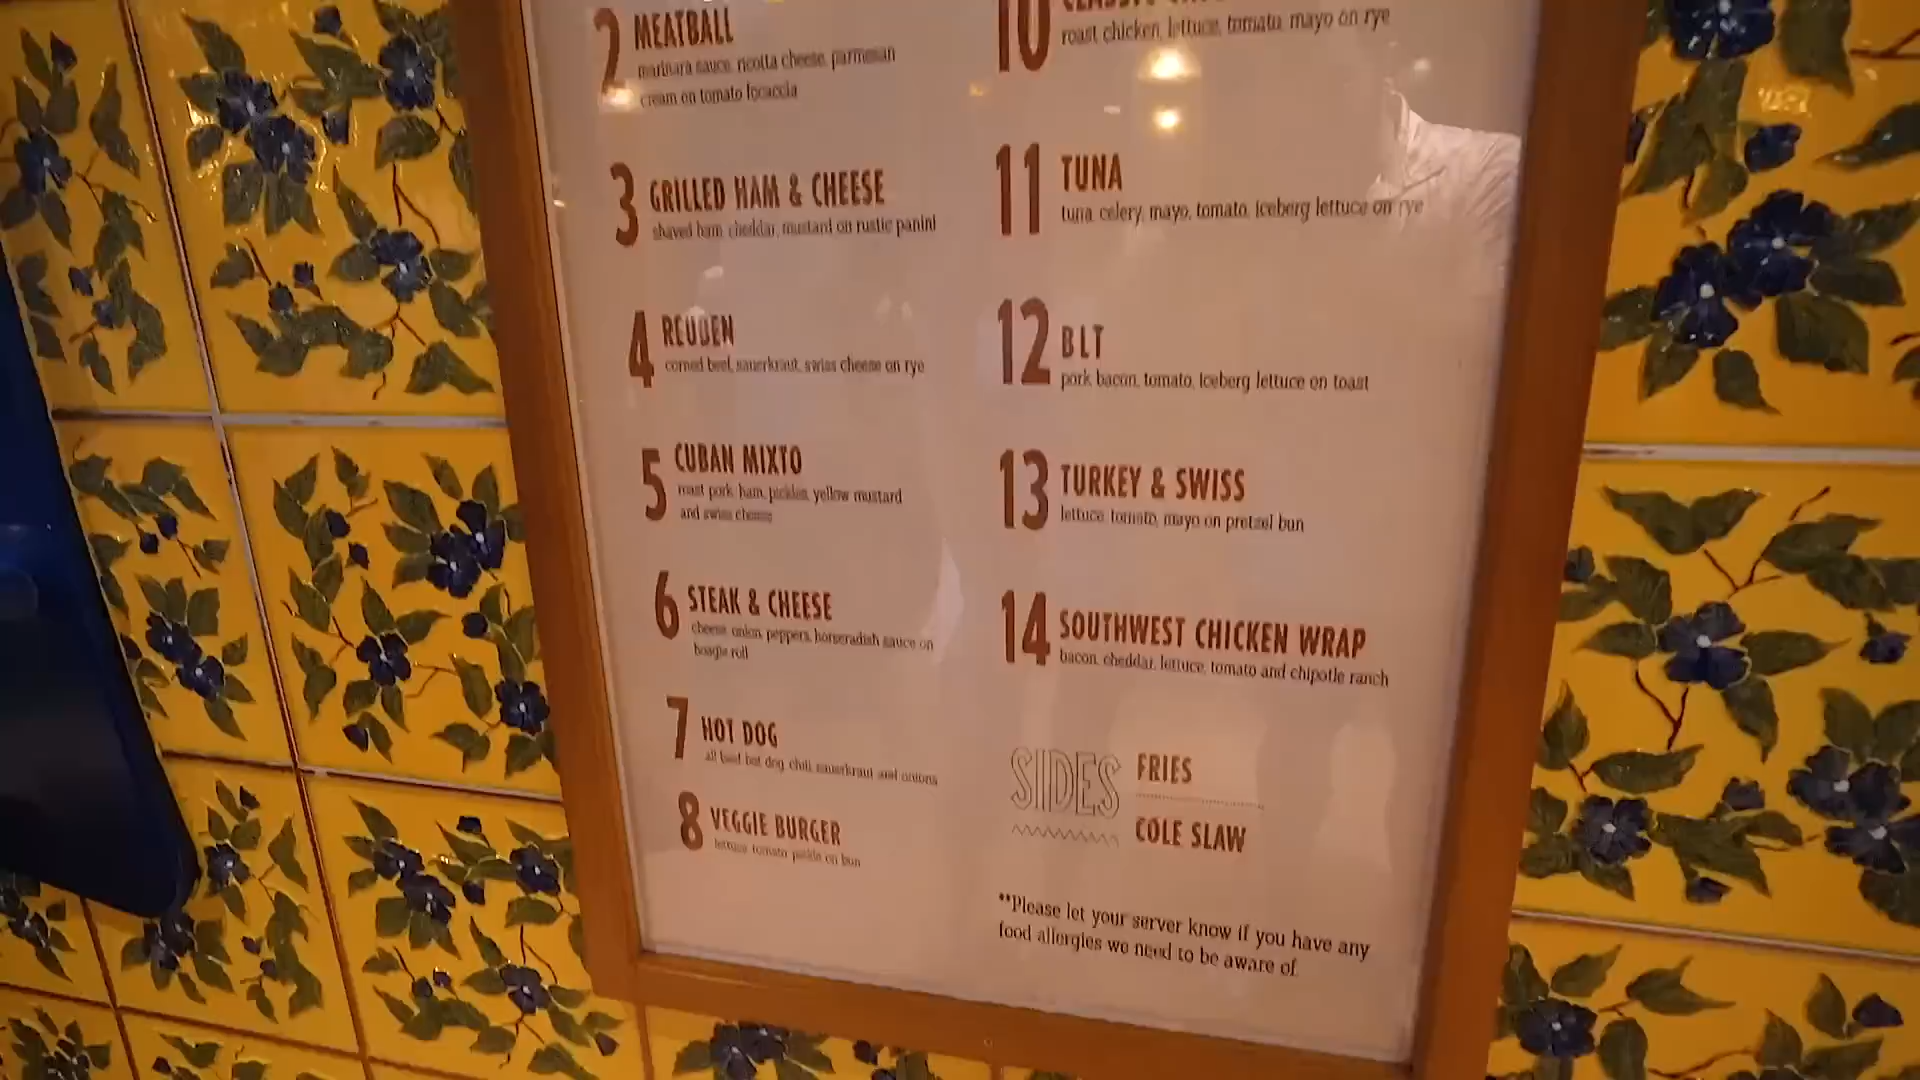 2 MEATBALL
marinara sauce, ricotta cheese, parmesan
cream on tomato focaccia
3 GRILLED HAM & CHEESE
shaved ham, cheddar, mustard on rustic panini
4 REUBEN
corned beef, sauerkraut, swiss cheese on rye
5 CUBAN MIXTO
roast pork, ham, pickles, yellow mustard
and swiss cheese
6 STEAK & CHEESE
cheese, onion, peppers, horseradish sauce on
hoagie roll
7 HOT DOG
all beef hot dog, chili, sauerkraut and onions
8 VEGGIE BURGER
lettuce, tomato, pickle on bun
10
roast chicken, lettuce, tomato, mayo on rye
11 TUNA
tuna, celery, mayo, tomato, iceberg lettuce on rye
12 BLT
pork bacon, tomato, iceberg lettuce on toast
13 TURKEY & SWISS
lettuce, tomato, mayo on pretzel bun
14 SOUTHWEST CHICKEN WRAP
bacon, cheddar, lettuce, tomato and chipotle ranch
SIDES
FRIES
COLE SLAW
**Please let your server know if you have any
food allergies we need to be aware of.